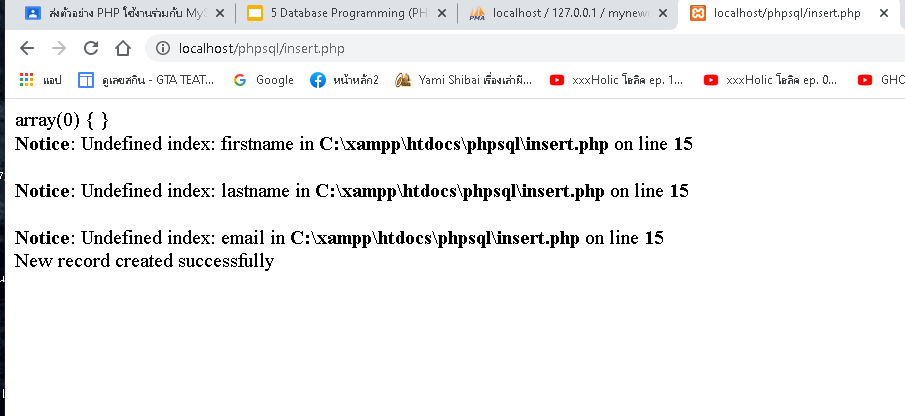 ส่งตัวอย่าง PHP ใช้งานร่วมกับ MyS
5 Database Programming (PH
localhost / 127.0.0.1 / mynew
localhost/phpsql/insert.php
localhost/phpsql/insert.php
แอป
ดูเลขสกิน - GTA TEAT...
Google
หน้าหลัก2
Yami Shibai เรื่องเล่าผี...
xxxHolic โฮลิค ep. 1...
xxxHolic โฮลิค ep. 0...
GHO
array(0) { }
Notice: Undefined index: firstname in C:\xampp\htdocs\phpsql\insert.php on line 15
Notice: Undefined index: lastname in C:\xampp\htdocs\phpsql\insert.php on line 15
Notice: Undefined index: email in C:\xampp\htdocs\phpsql\insert.php on line 15
New record created successfully